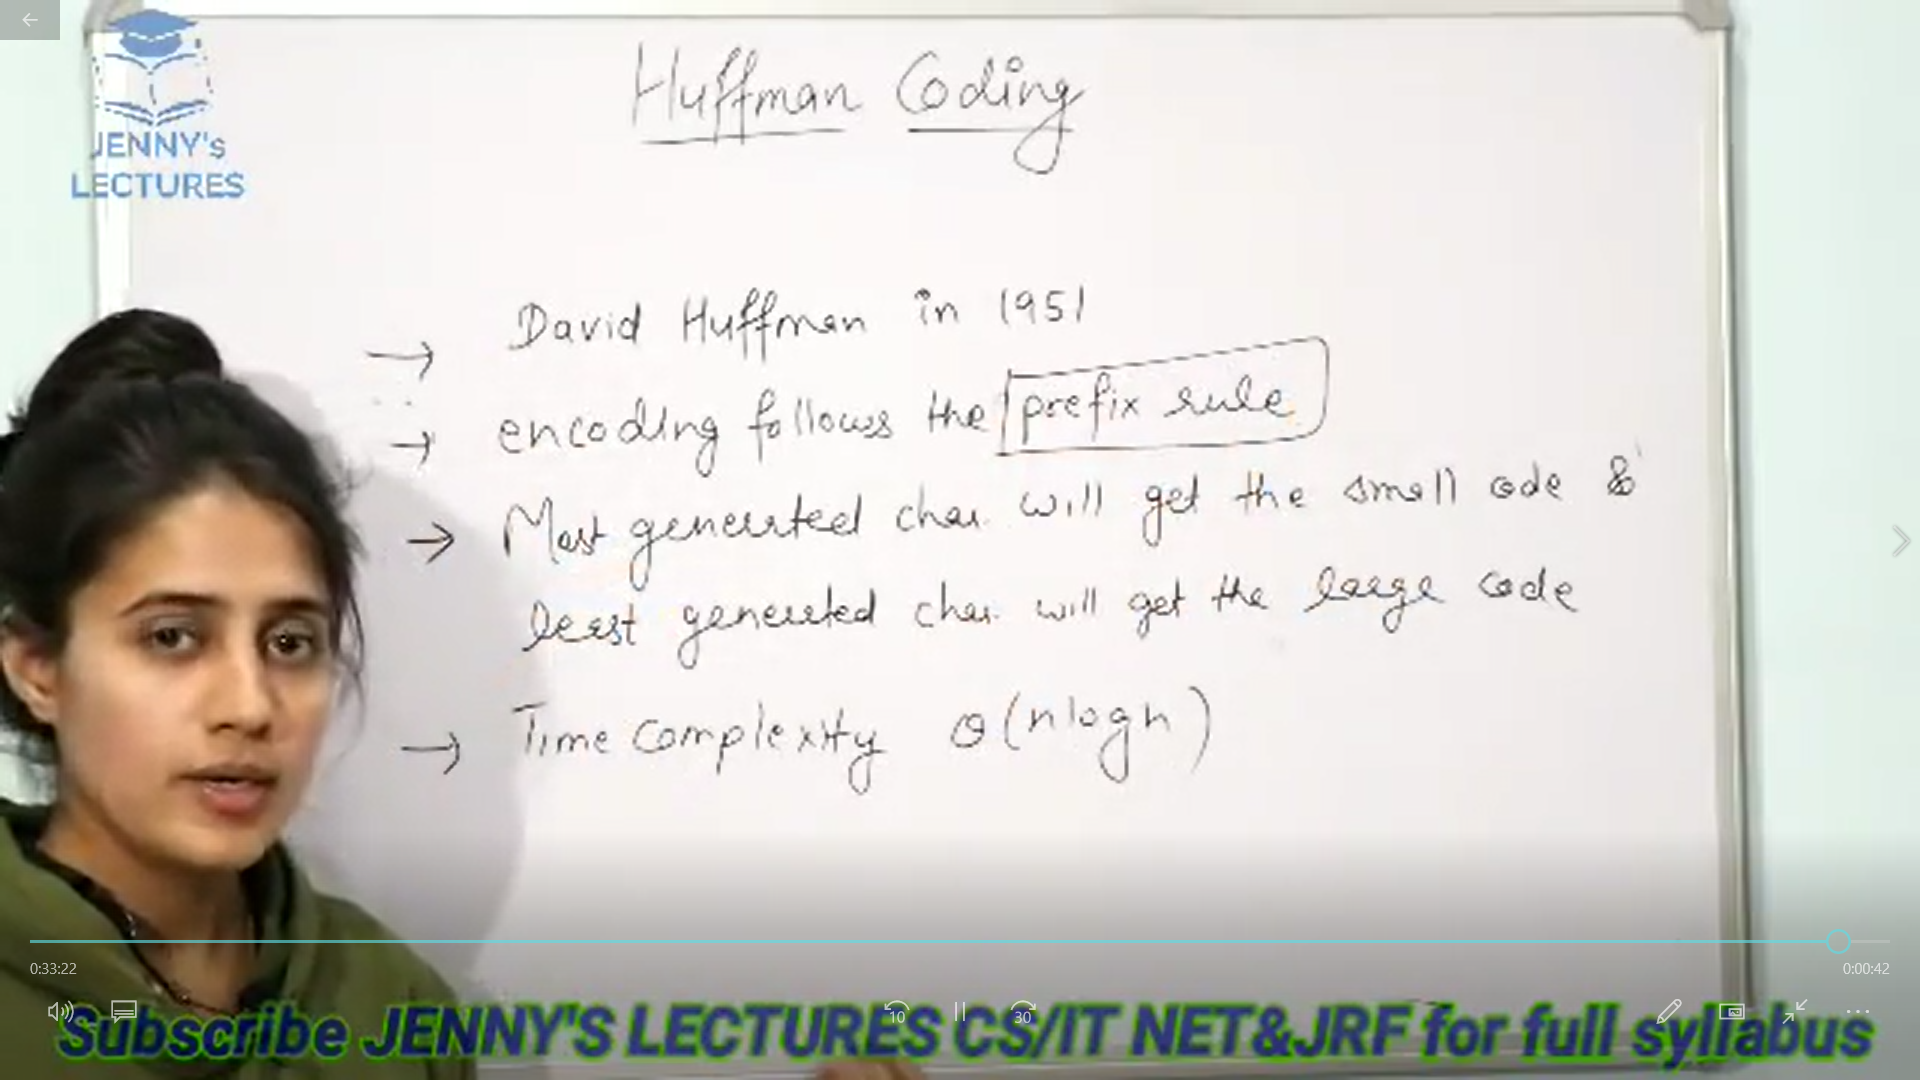 JENNY's
LECTURES
Huffman Coding
→ David Huffman in 1951
→ encoding follows the prefix rule
→ Most generated char. will get the small code &
least generated char. will get the large code
→ Time complexity θ(nlogn)
0:33:22
0:00:42
10
30
Subscribe JENNY'S LECTURES CS/IT NET&JRF for full syllabus